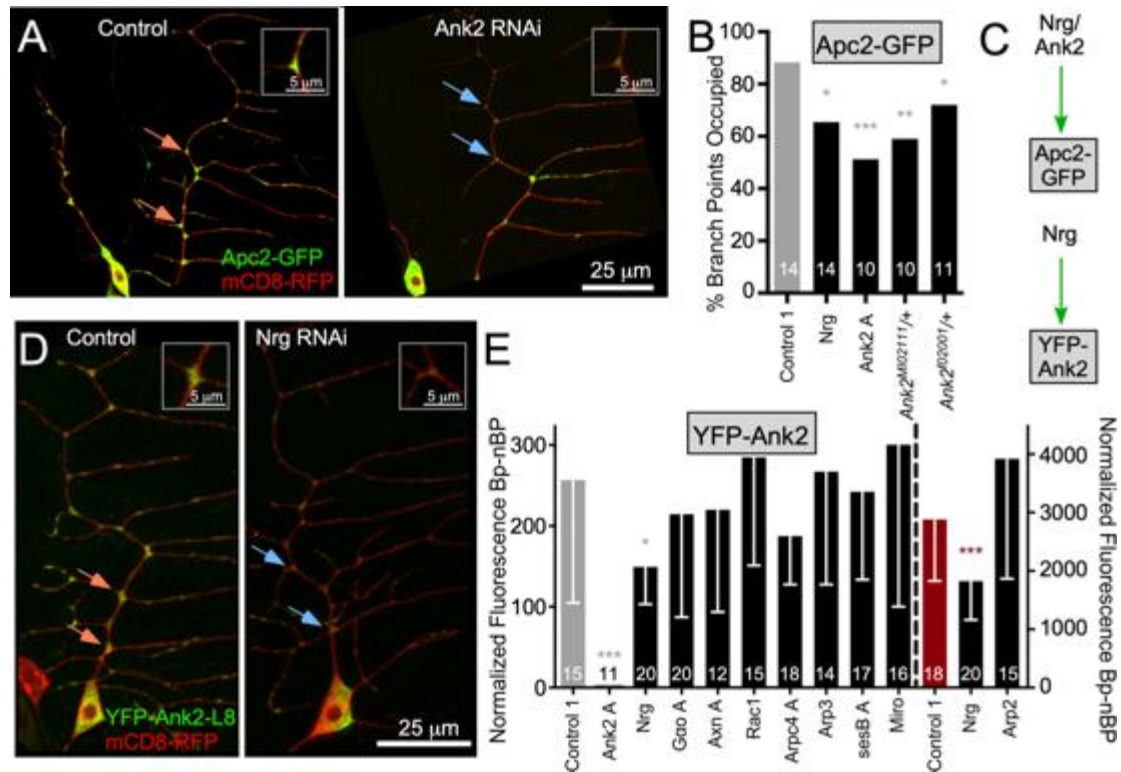 A
Control
5 µm
Apc2-GFP
mCD8-RFP
Ank2 RNAi
5 µm
25 µm
B
Apc2-GFP
% Branch Points Occupied
80
60
40
20
0
14
14
10
10
11
Control 1
Nrg
Ank2 A
Ank2MI02111/+
Ank2f02001/+
C
Nrg/
Ank2
Apc2-
GFP
Nrg
YFP-
Ank2
D
Control
5 µm
YFP-Ank2-L8
mCD8-RFP
Nrg RNAi
5 µm
25 µm
E
YFP-Ank2
Normalized Fluorescence Bp-nBP
300
200
100
0
*
***
*
***
**
*
***
15
11
20
20
12
15
18
14
17
16
18
20
15
Control 1
Ank2 A
Nrg
Gαo A
Axn A
Rac1
Arpc4 A
Arp3
sesB A
Miro
Control 1
Nrg
Arp2
4000
3000
2000
1000
0
Normalized Fluorescence Bp-nBP